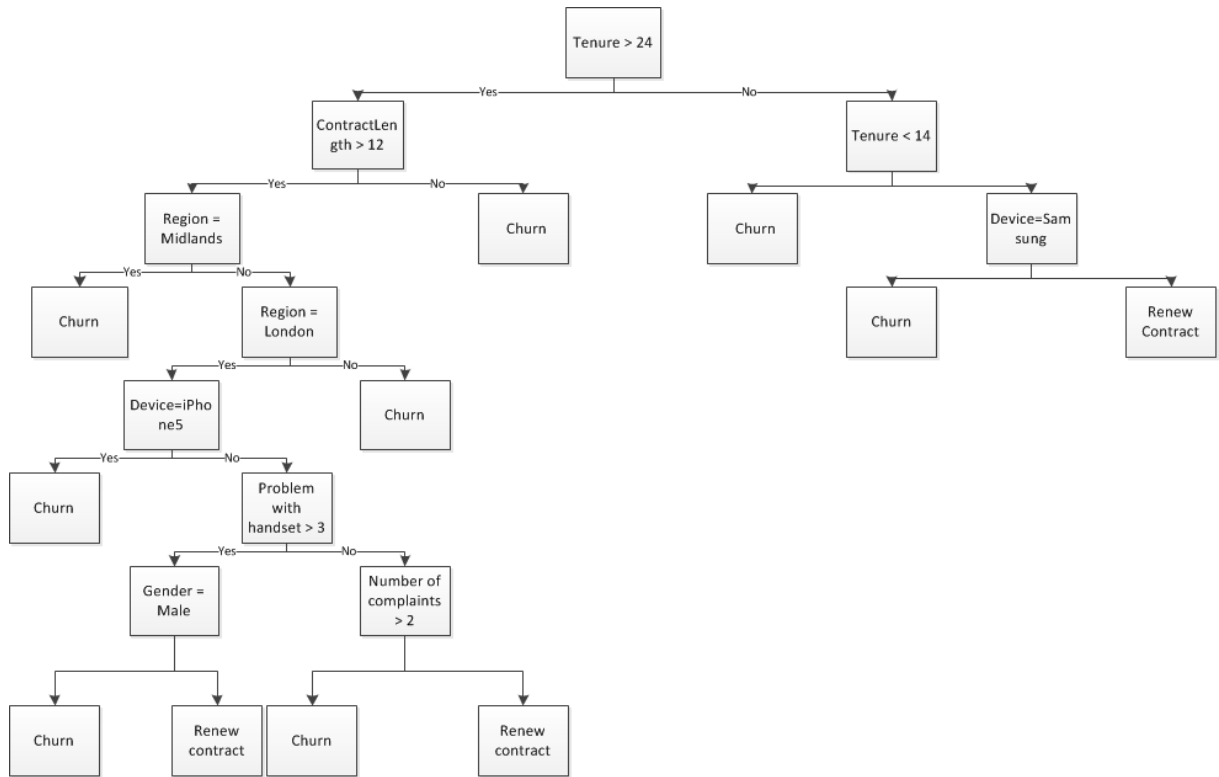 Tenure > 24
Yes
No
ContractLen
gth > 12
Tenure < 14
Yes
No
Region =
Midlands
Churn
Churn
Device=Sam
sung
Yes
No
Churn
Region =
London
Churn
Renew
Contract
Yes
No
Device=iPho
ne5
Churn
Yes
No
Churn
Problem
with
handset > 3
Yes
No
Gender =
Male
Number of
complaints
> 2
Churn
Renew
contract
Churn
Renew
contract